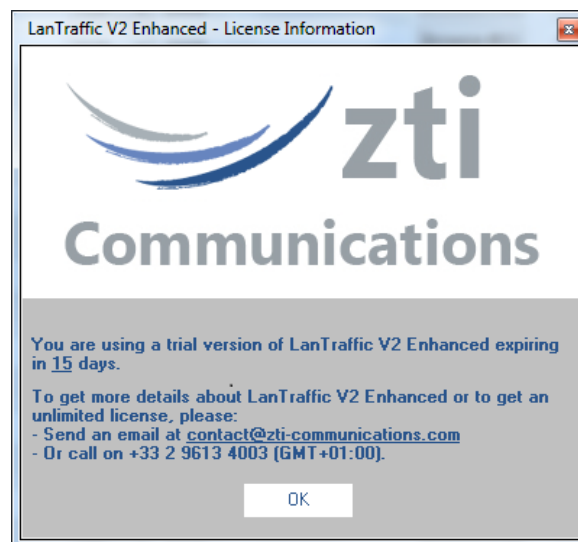 LanTraffic V2 Enhanced - License Information
zti
Communications
You are using a trial version of LanTraffic V2 Enhanced expiring
in 15 days.
To get more details about LanTraffic V2 Enhanced or to get an
unlimited license, please:
- Send an email at contact@zti-communications.com
- Or call on +33 2 9613 4003 (GMT+01:00).
OK